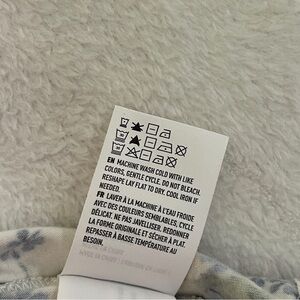 EN MACHINE WASH COLD WITH LIKE
COLORS, GENTLE CYCLE. DO NOT BLEACH.
RESHAPE LAY FLAT TO DRY. COOL IRON IF
NEEDED.
FR LAVER À LA MACHINE À L'EAU FROIDE
AVEC DES COULEURS SEMBLABLES, CYCLE
DÉLICAT. NE PAS JAVELLISER. REDONNER
LA FORME ORIGINALE ET SÉCHER À PLAT.
REPASSER À BASSE TEMPÉRATURE AU
BESOIN.